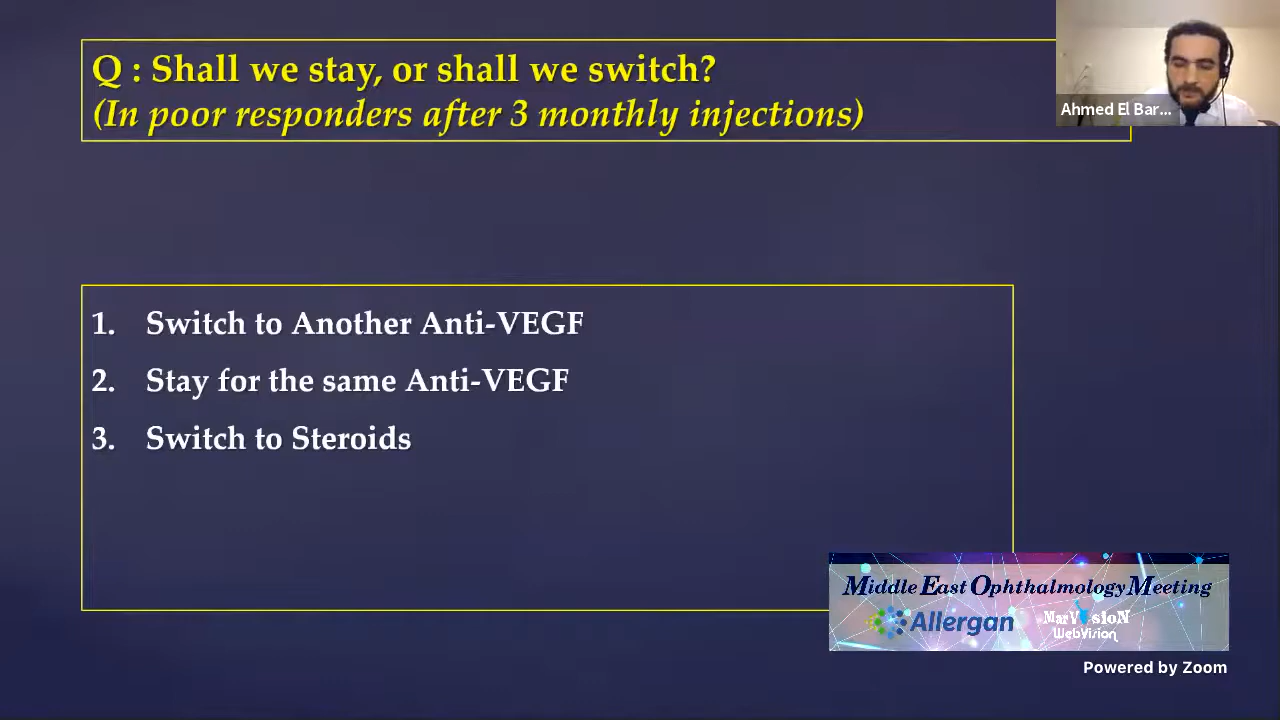 Q : Shall we stay, or shall we switch?
(In poor responders after 3 monthly injections)
Ahmed El Bar...
1. Switch to Another Anti-VEGF
2. Stay for the same Anti-VEGF
3. Switch to Steroids
Middle East Ophthalmology Meeting
Allergan
MarVisioN
WebVision
Powered by Zoom